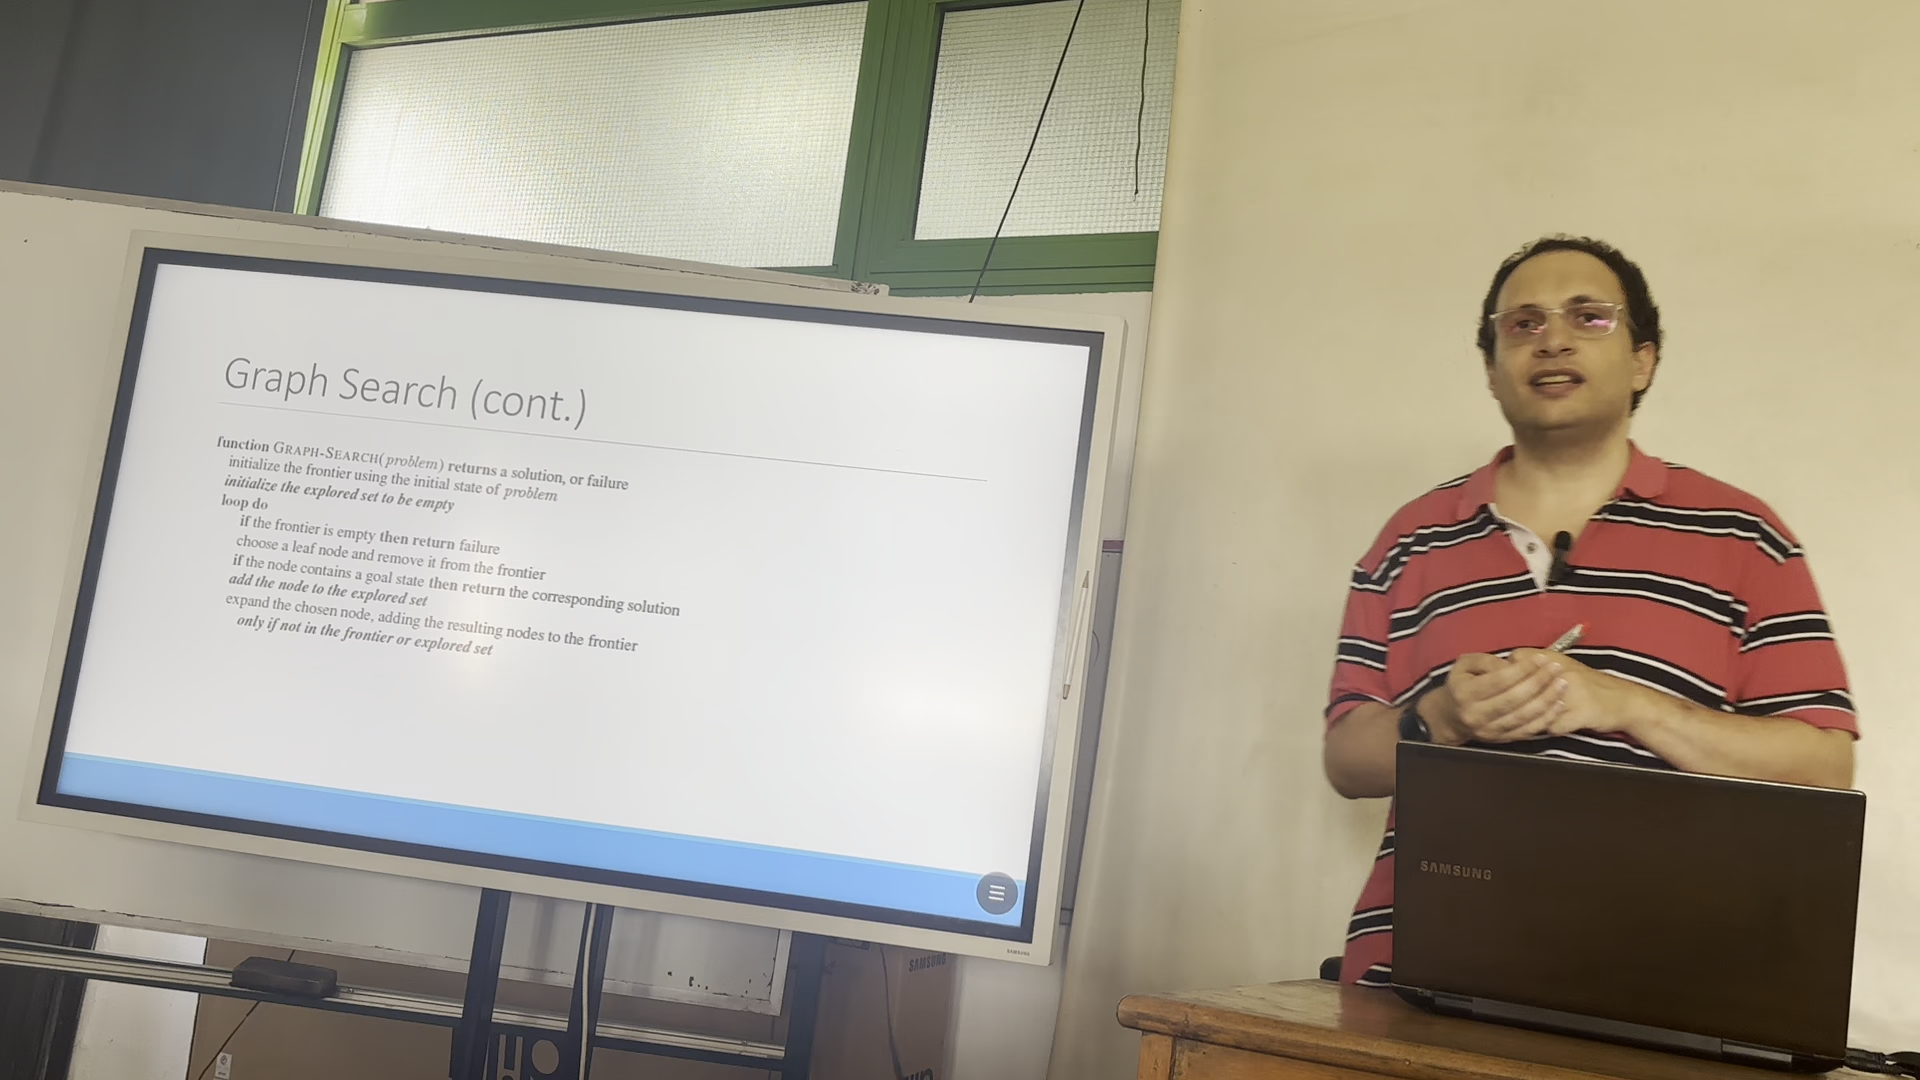 Graph Search (cont.)
function GRAPH-SEARCH(problem) returns a solution, or failure
initialize the frontier using the initial state of problem
initialize the explored set to be empty
loop do
if the frontier is empty then return failure
choose a leaf node and remove it from the frontier
if the node contains a goal state then return the corresponding solution
add the node to the explored set
expand the chosen node, adding the resulting nodes to the frontier
only if not in the frontier or explored set
SAMSUNG
SAMSUNG
SAMSUNG